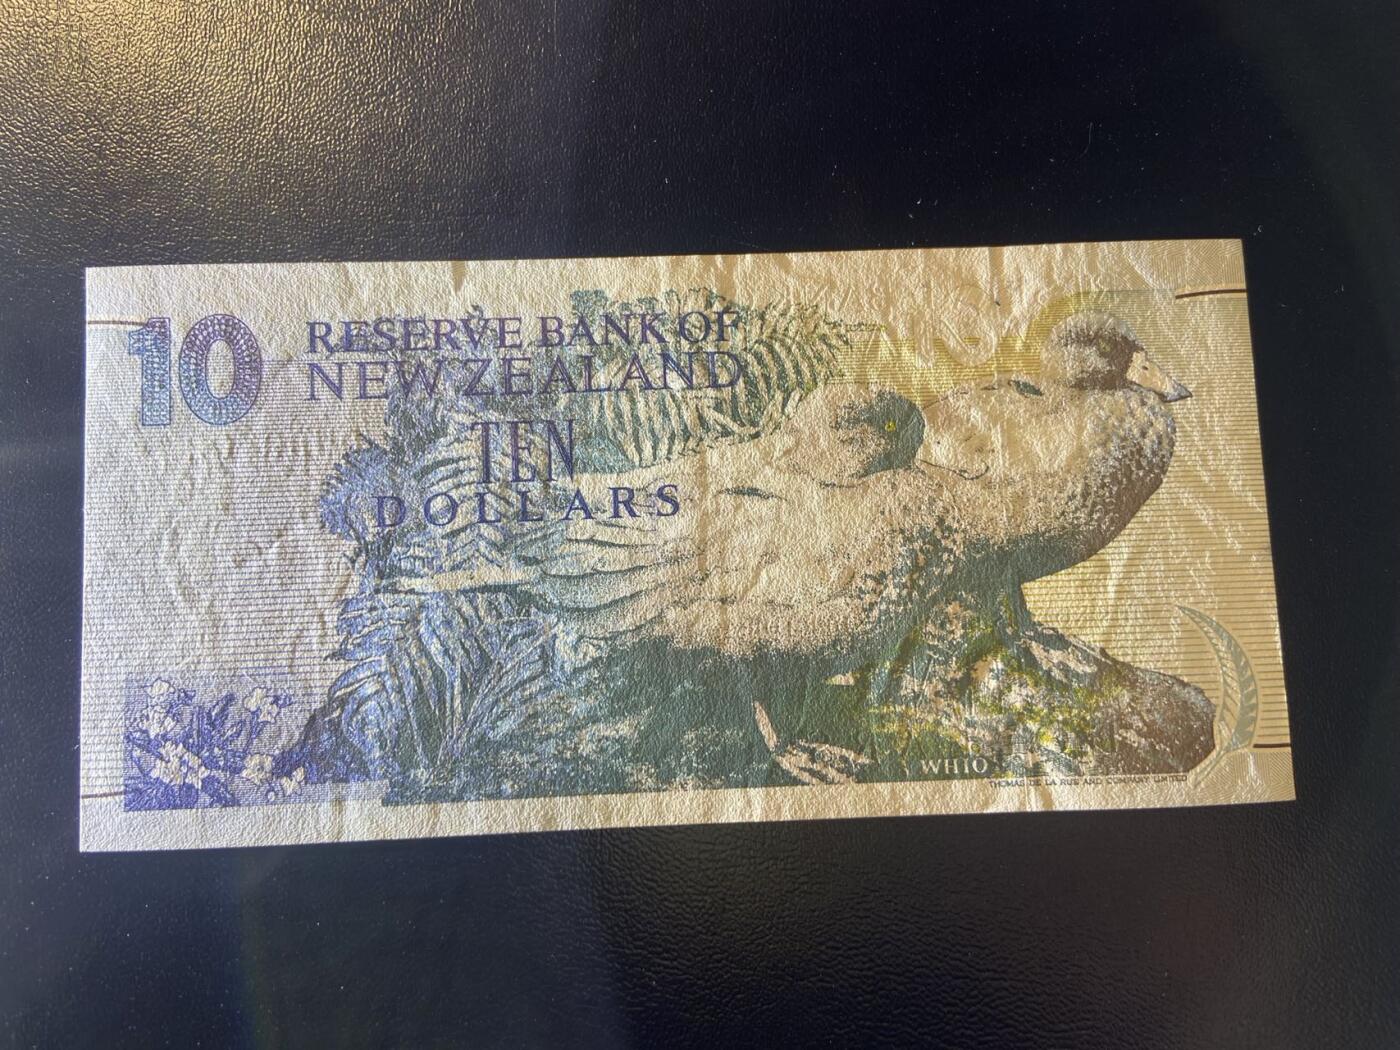 10
RESERVE BANK OF
NEW ZEALAND
TEN
DOLLARS
WHIO
THOMAS DE LA RUE AND COMPANY LIMITED